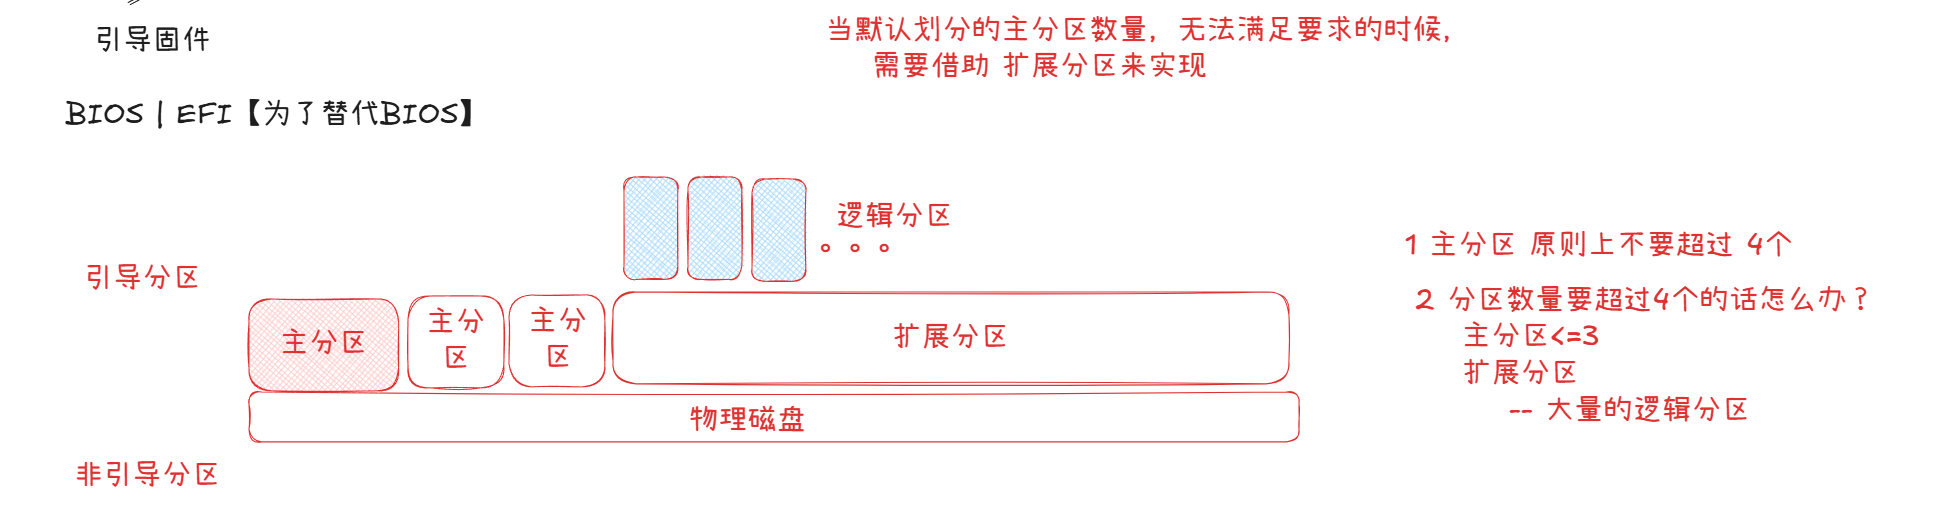 引导固件
BIOS | EFI【为了替代BIOS】
当默认划分的主分区数量，无法满足要求的时候，
需要借助 扩展分区来实现
逻辑分区
。。。
引导分区
主分区
主分
区
主分
区
扩展分区
物理磁盘
非引导分区
1 主分区 原则上不要超过 4个
2 分区数量要超过4个的话怎么办？
主分区<=3
扩展分区
-- 大量的逻辑分区